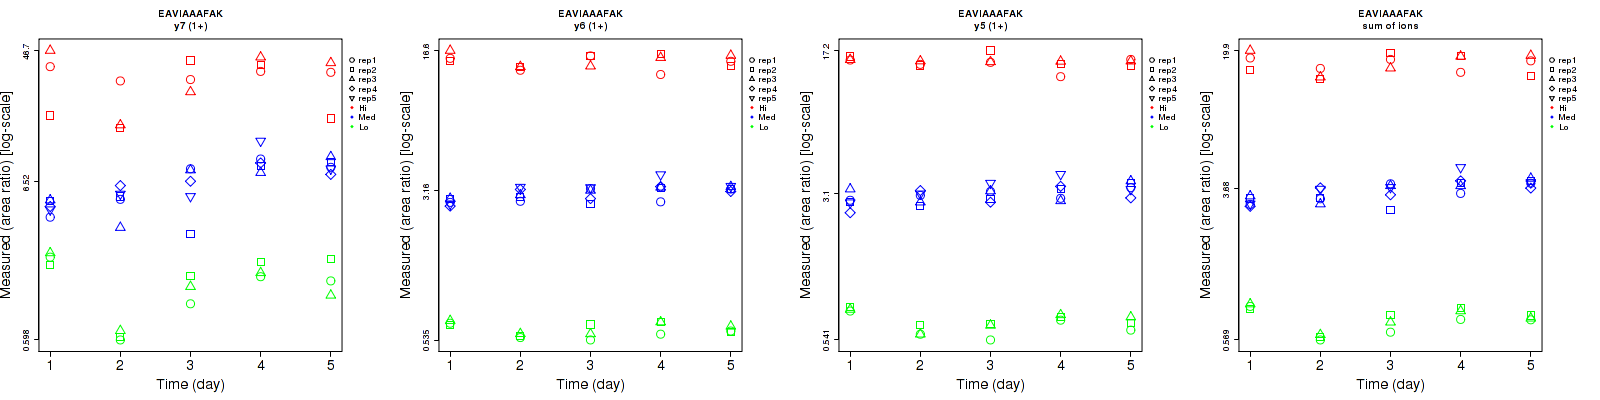 EAVIAAAFAK
y7 (1+)
Measured (area ratio) [log-scale]
46.7
6.52
0.598
1 2 3 4 5
Time (day)
rep1
rep2
rep3
rep4
rep5
Hi
Med
Lo
EAVIAAAFAK
y6 (1+)
Measured (area ratio) [log-scale]
16.6
3.16
0.535
1 2 3 4 5
Time (day)
rep1
rep2
rep3
rep4
rep5
Hi
Med
Lo
EAVIAAAFAK
y5 (1+)
Measured (area ratio) [log-scale]
17.2
3.1
0.541
1 2 3 4 5
Time (day)
rep1
rep2
rep3
rep4
rep5
Hi
Med
Lo
EAVIAAAFAK
sum of ions
Measured (area ratio) [log-scale]
19.9
3.68
0.569
1 2 3 4 5
Time (day)
rep1
rep2
rep3
rep4
rep5
Hi
Med
Lo